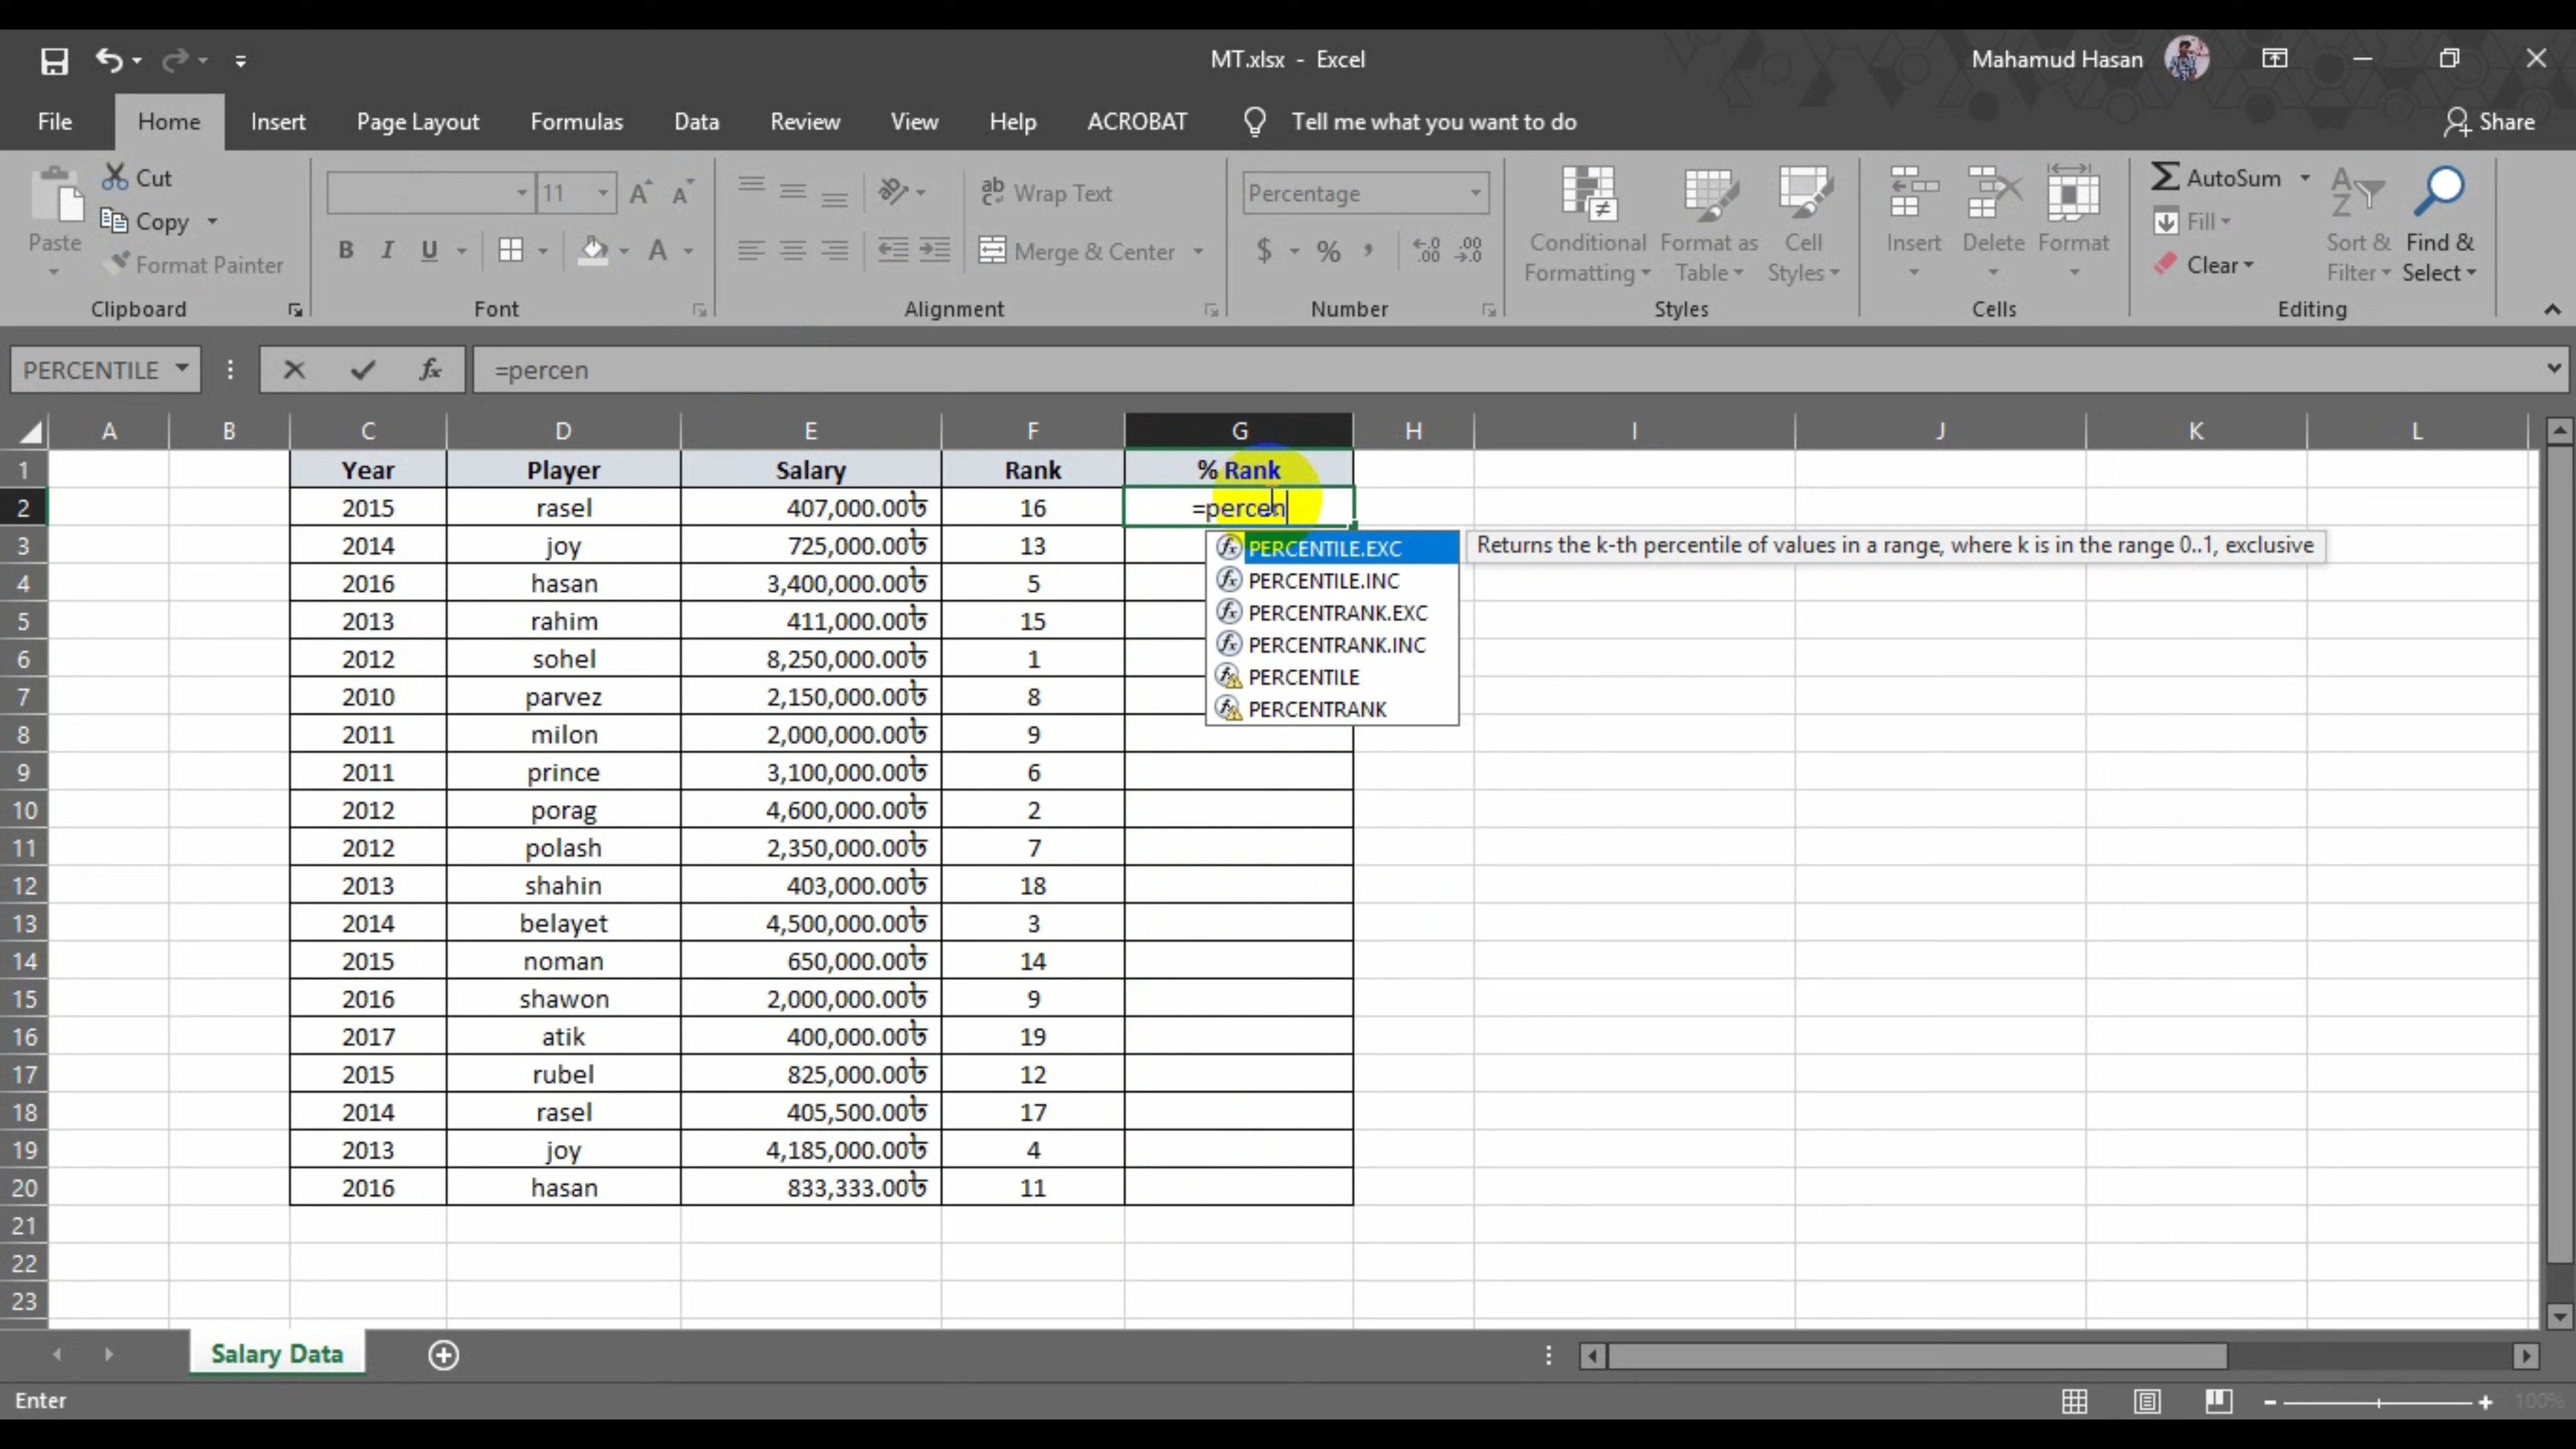 MT.xlsx - Excel
Mahamud Hasan
File Home Insert Page Layout Formulas Data Review View Help ACROBAT Tell me what you want to do Share
Paste Cut Copy Format Painter Clipboard
11 B I U A Font
ab Wrap Text Merge & Center Alignment
Percentage $ % , Number
Conditional Formatting Format as Table Cell Styles Styles
Insert Delete Format Cells
AutoSum Fill Clear Sort & Filter Find & Select Editing
PERCENTILE fx =percen
A B C D E F G H I J K L
1 Year Player Salary Rank % Rank
2 2015 rasel 407,000.00৳ 16 =percen
3 2014 joy 725,000.00৳ 13
4 2016 hasan 3,400,000.00৳ 5
5 2013 rahim 411,000.00৳ 15
6 2012 sohel 8,250,000.00৳ 1
7 2010 parvez 2,150,000.00৳ 8
8 2011 milon 2,000,000.00৳ 9
9 2011 prince 3,100,000.00৳ 6
10 2012 porag 4,600,000.00৳ 2
11 2012 polash 2,350,000.00৳ 7
12 2013 shahin 403,000.00৳ 18
13 2014 belayet 4,500,000.00৳ 3
14 2015 noman 650,000.00৳ 14
15 2016 shawon 2,000,000.00৳ 9
16 2017 atik 400,000.00৳ 19
17 2015 rubel 825,000.00৳ 12
18 2014 rasel 405,500.00৳ 17
19 2013 joy 4,185,000.00৳ 4
20 2016 hasan 833,333.00৳ 11
21
22
23
PERCENTILE.EXC Returns the k-th percentile of values in a range, where k is in the range 0..1, exclusive
PERCENTILE.INC
PERCENTRANK.EXC
PERCENTRANK.INC
PERCENTILE
PERCENTRANK
Salary Data
Enter 100%